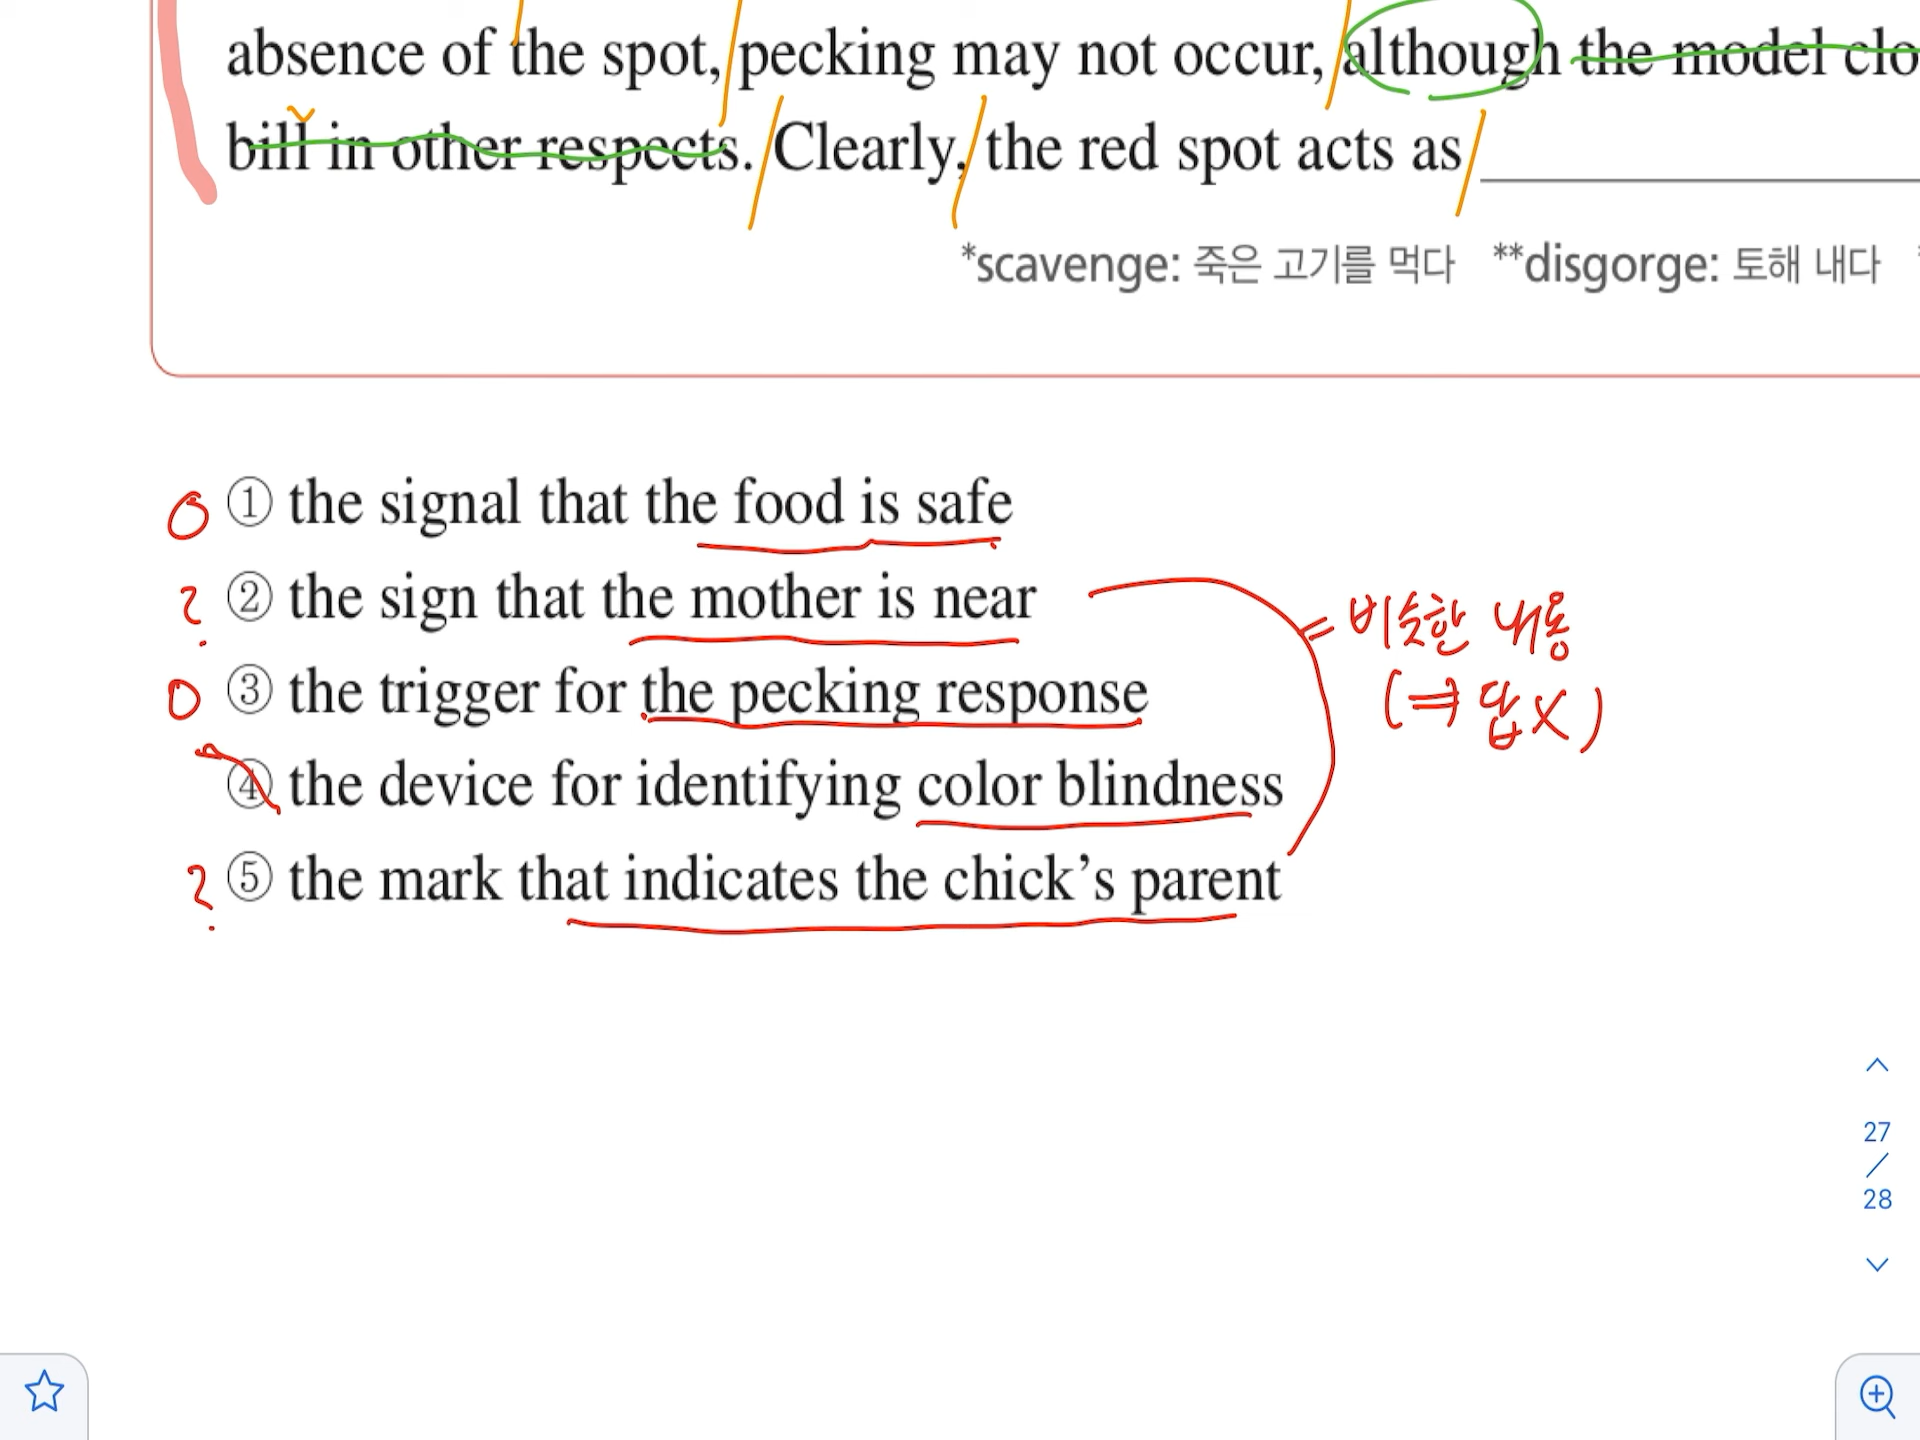 absence of the spot, pecking may not occur, although the model clo
bill in other respects. Clearly, the red spot acts as
*scavenge: 죽은 고기를 먹다 **disgorge: 토해 내다
① the signal that the food is safe
? ② the sign that the mother is near
= 비슷한 내용
③ the trigger for the pecking response
(⇒ 답 X)
④ the device for identifying color blindness
? ⑤ the mark that indicates the chick's parent
27
/
28